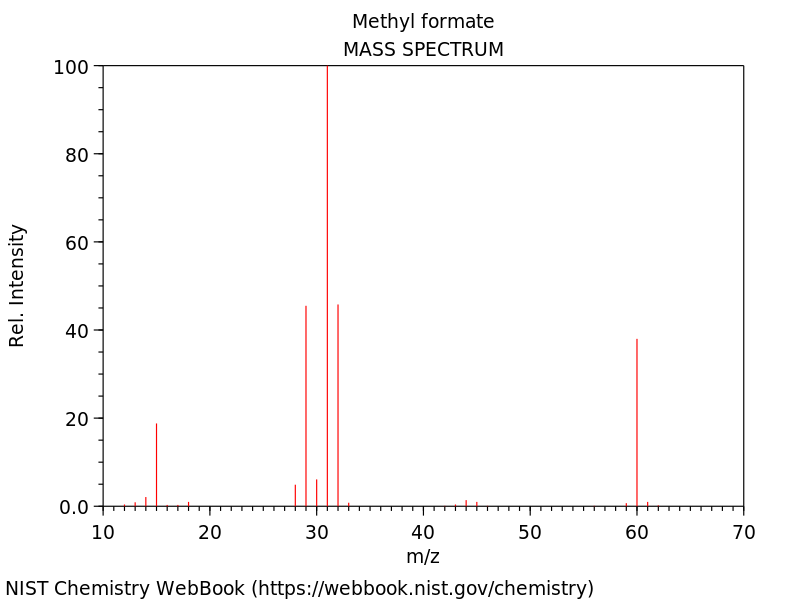 Methyl formate
MASS SPECTRUM
100
80
60
40
20
0.0
Rel. Intensity
10 20 30 40 50 60 70
m/z
NIST Chemistry WebBook (https://webbook.nist.gov/chemistry)